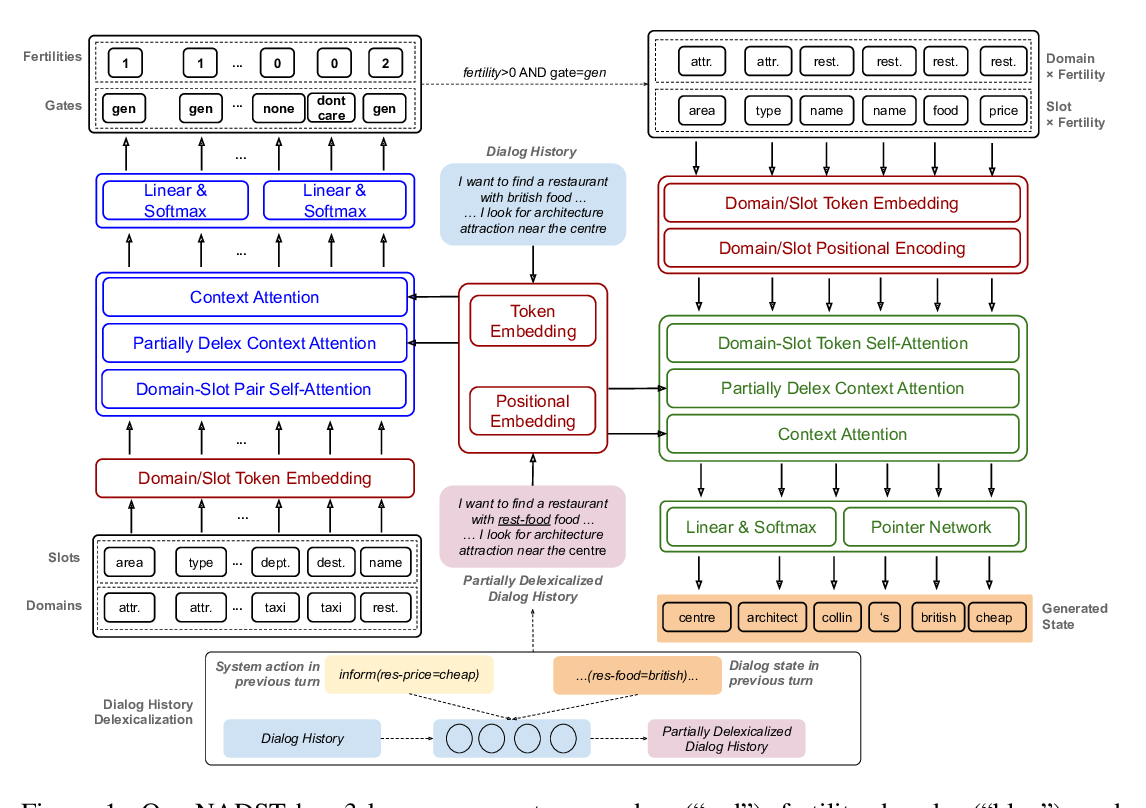 Fertilities
1 1 ... 0 0 2
Gates
gen gen ... none dont care gen
fertility>0 AND gate=gen
attr. attr. rest. rest. rest. rest.
Domain
× Fertility
area type name name food price
Slot
× Fertility
...
Linear &
Softmax
Linear &
Softmax
...
Context Attention
Partially Delex Context Attention
Domain-Slot Pair Self-Attention
...
Domain/Slot Token Embedding
...
Slots
area type ... dept. dest. name
Domains
attr. attr. ... taxi taxi rest.
Dialog History
I want to find a restaurant
with british food ...
... I look for architecture
attraction near the centre
Token
Embedding
Positional
Embedding
I want to find a restaurant
with rest-food food ...
... I look for architecture
attraction near the centre
Partially Delexicalized
Dialog History
Domain/Slot Token Embedding
Domain/Slot Positional Encoding
Domain-Slot Token Self-Attention
Partially Delex Context Attention
Context Attention
Linear & Softmax
Pointer Network
centre architect collin 's british cheap
Generated
State
System action in
previous turn
inform(res-price=cheap)
...(res-food=british)...
Dialog state in
previous turn
Dialog History
Delexicalization
Dialog History
Partially Delexicalized
Dialog History